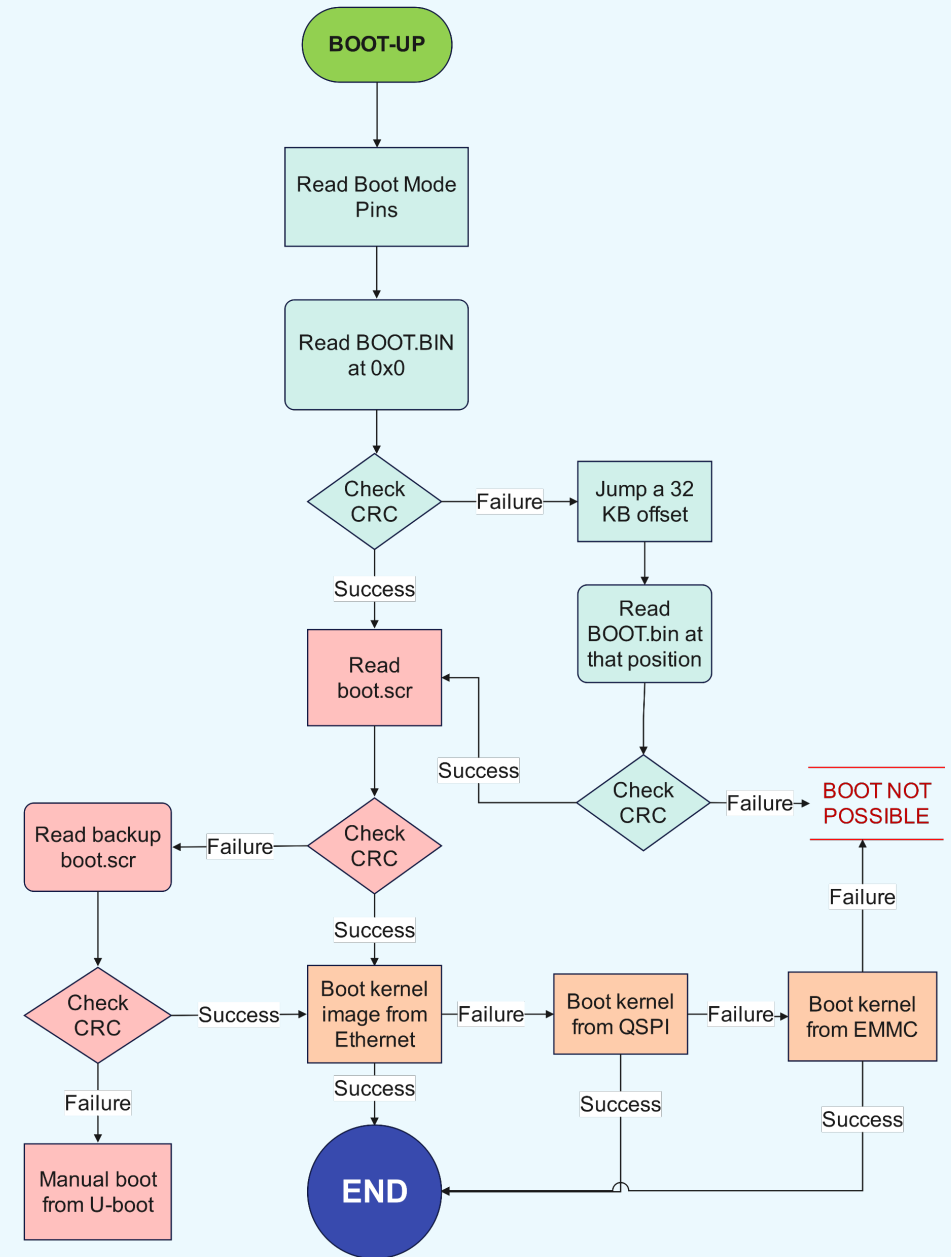 BOOT-UP
Read Boot Mode
Pins
Read BOOT.BIN
at 0x0
Check
CRC
Failure
Jump a 32
KB offset
Success
Read
BOOT.bin at
that position
Read
boot.scr
Success
Check
CRC
Failure
BOOT NOT
POSSIBLE
Read backup
boot.scr
Failure
Check
CRC
Failure
Success
Check
CRC
Success
Boot kernel
image from
Ethernet
Failure
Boot kernel
from QSPI
Failure
Boot kernel
from EMMC
Failure
Success
Success
Success
Manual boot
from U-boot
END